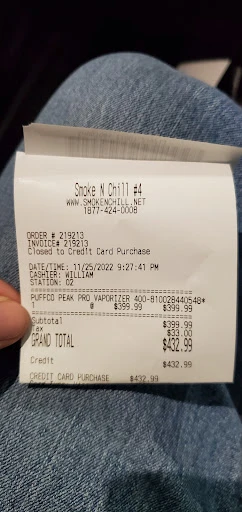 Smoke N Chill #4
WWW.SMOKENCHILL.NET
1877-424-0008
ORDER # 219213
INVOICE# 219213
Closed to Credit Card Purchase
DATE/TIME: 11/25/2022 9:27:41 PM
CASHIER: WILLIAM
STATION: 02
PUFFCO PEAK PRO VAPORIZER 400-810028440548*
1 @ $399.99 $399.99
Subtotal $399.99
Tax $33.00
GRAND TOTAL $432.99
Credit $432.99
CREDIT CARD PURCHASE $432.99